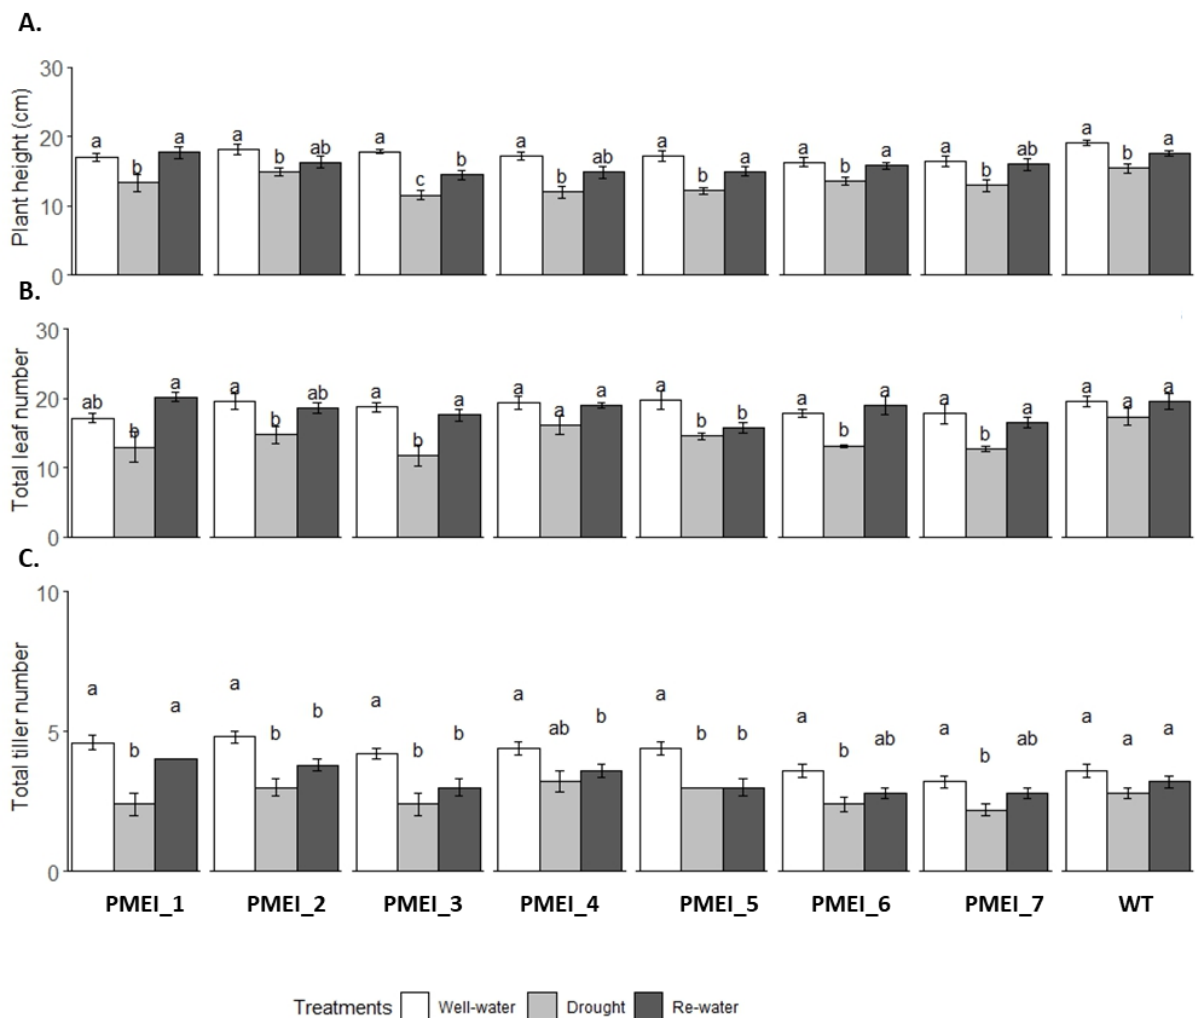 A.
Plant height (cm)
30
20
10
0
a b a
a b ab
a c b
a b ab
a b a
a b a
a b ab
a b a
B.
Total leaf number
30
20
10
0
ab b a
a b ab
a b a
a a a
a b b
a b a
a b a
a a a
C.
Total tiller number
10
5
0
a b a
a b b
a b b
a ab b
a b b
a b ab
a b ab
a a a
PMEI_1 PMEI_2 PMEI_3 PMEI_4 PMEI_5 PMEI_6 PMEI_7 WT
Treatments Well-water Drought Re-water